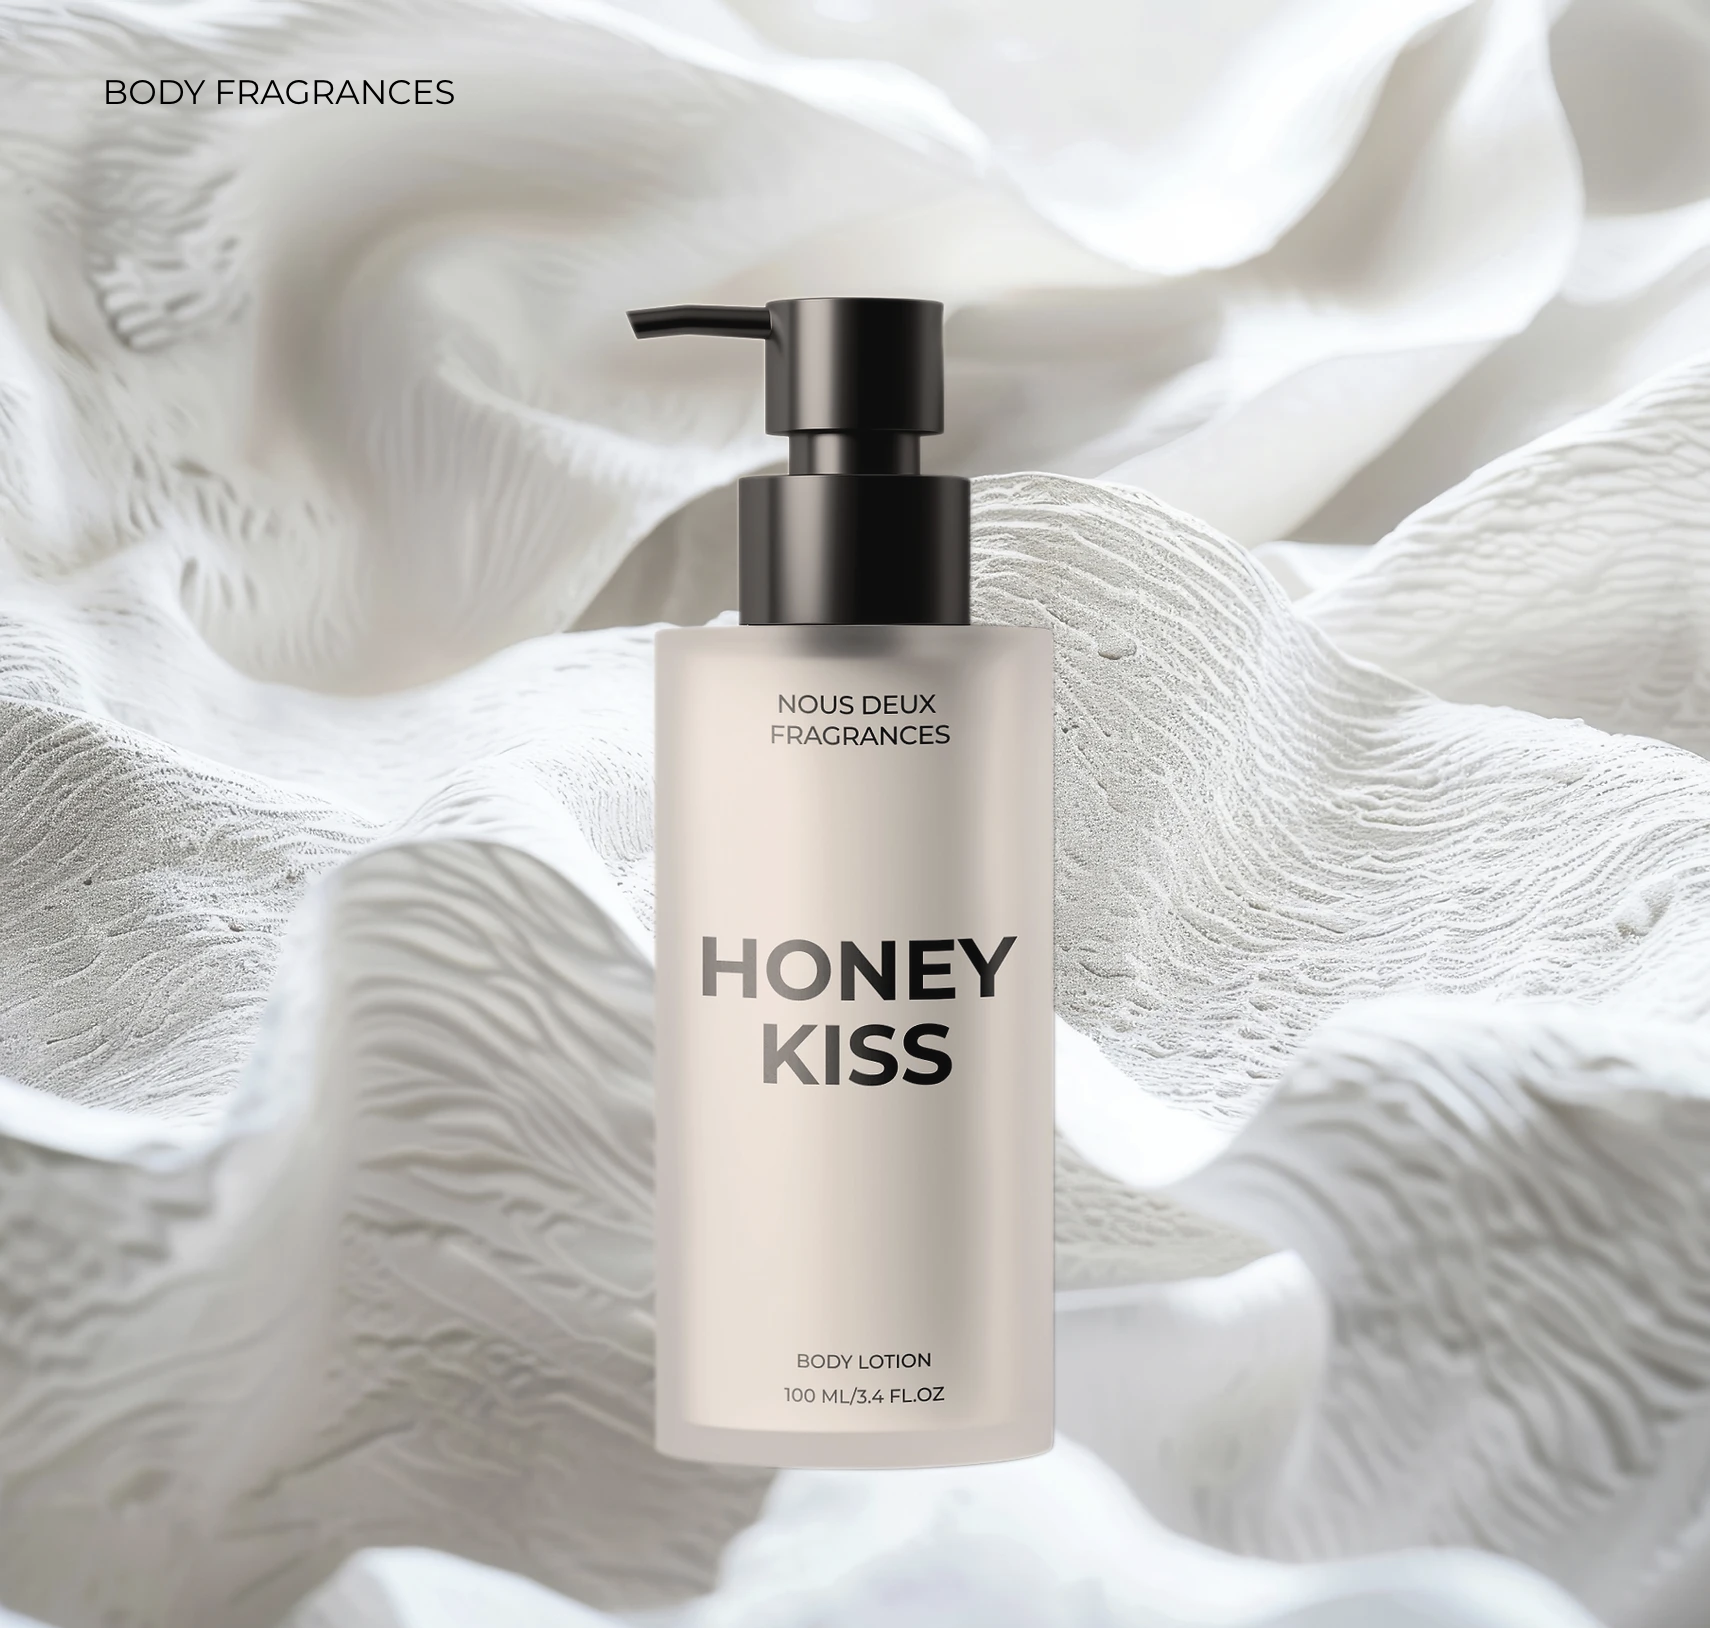 BODY FRAGRANCES
NOUS DEUX
FRAGRANCES
HONEY
KISS
BODY LOTION
100 ML/3.4 FL.OZ